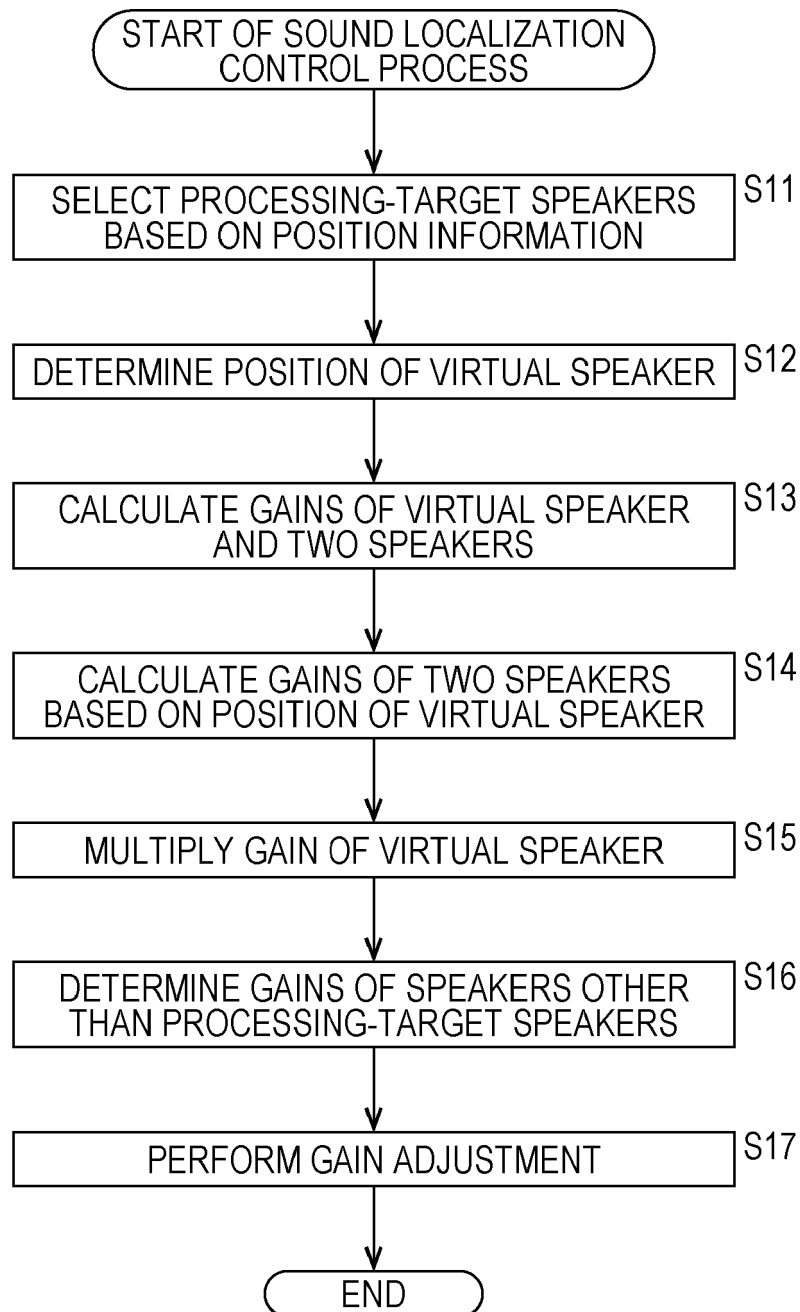 START OF SOUND LOCALIZATION
CONTROL PROCESS
SELECT PROCESSING-TARGET SPEAKERS
BASED ON POSITION INFORMATION
S11
DETERMINE POSITION OF VIRTUAL SPEAKER
S12
CALCULATE GAINS OF VIRTUAL SPEAKER
AND TWO SPEAKERS
S13
CALCULATE GAINS OF TWO SPEAKERS
BASED ON POSITION OF VIRTUAL SPEAKER
S14
MULTIPLY GAIN OF VIRTUAL SPEAKER
S15
DETERMINE GAINS OF SPEAKERS OTHER
THAN PROCESSING-TARGET SPEAKERS
S16
PERFORM GAIN ADJUSTMENT
S17
END